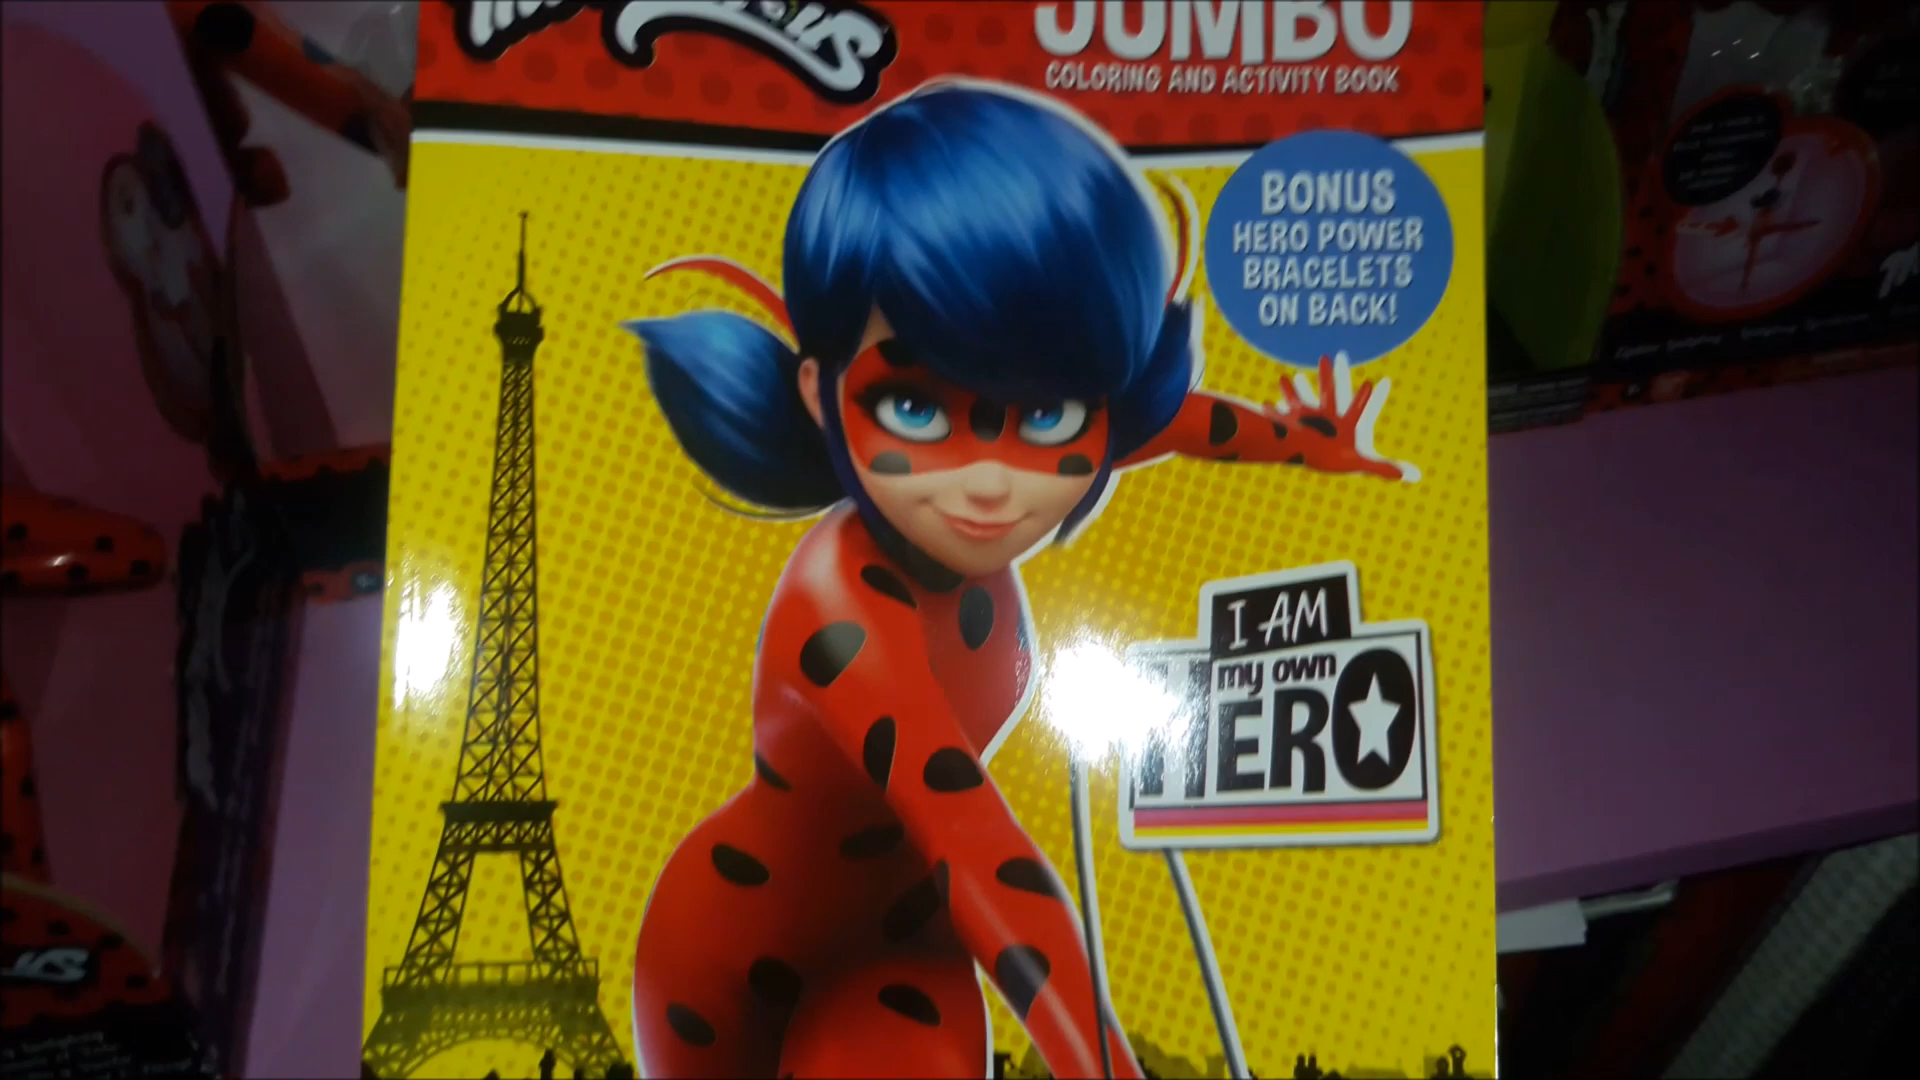 JUMBO
COLORING AND ACTIVITY BOOK
BONUS
HERO POWER
BRACELETS
ON BACK!
I AM
my own
HERO